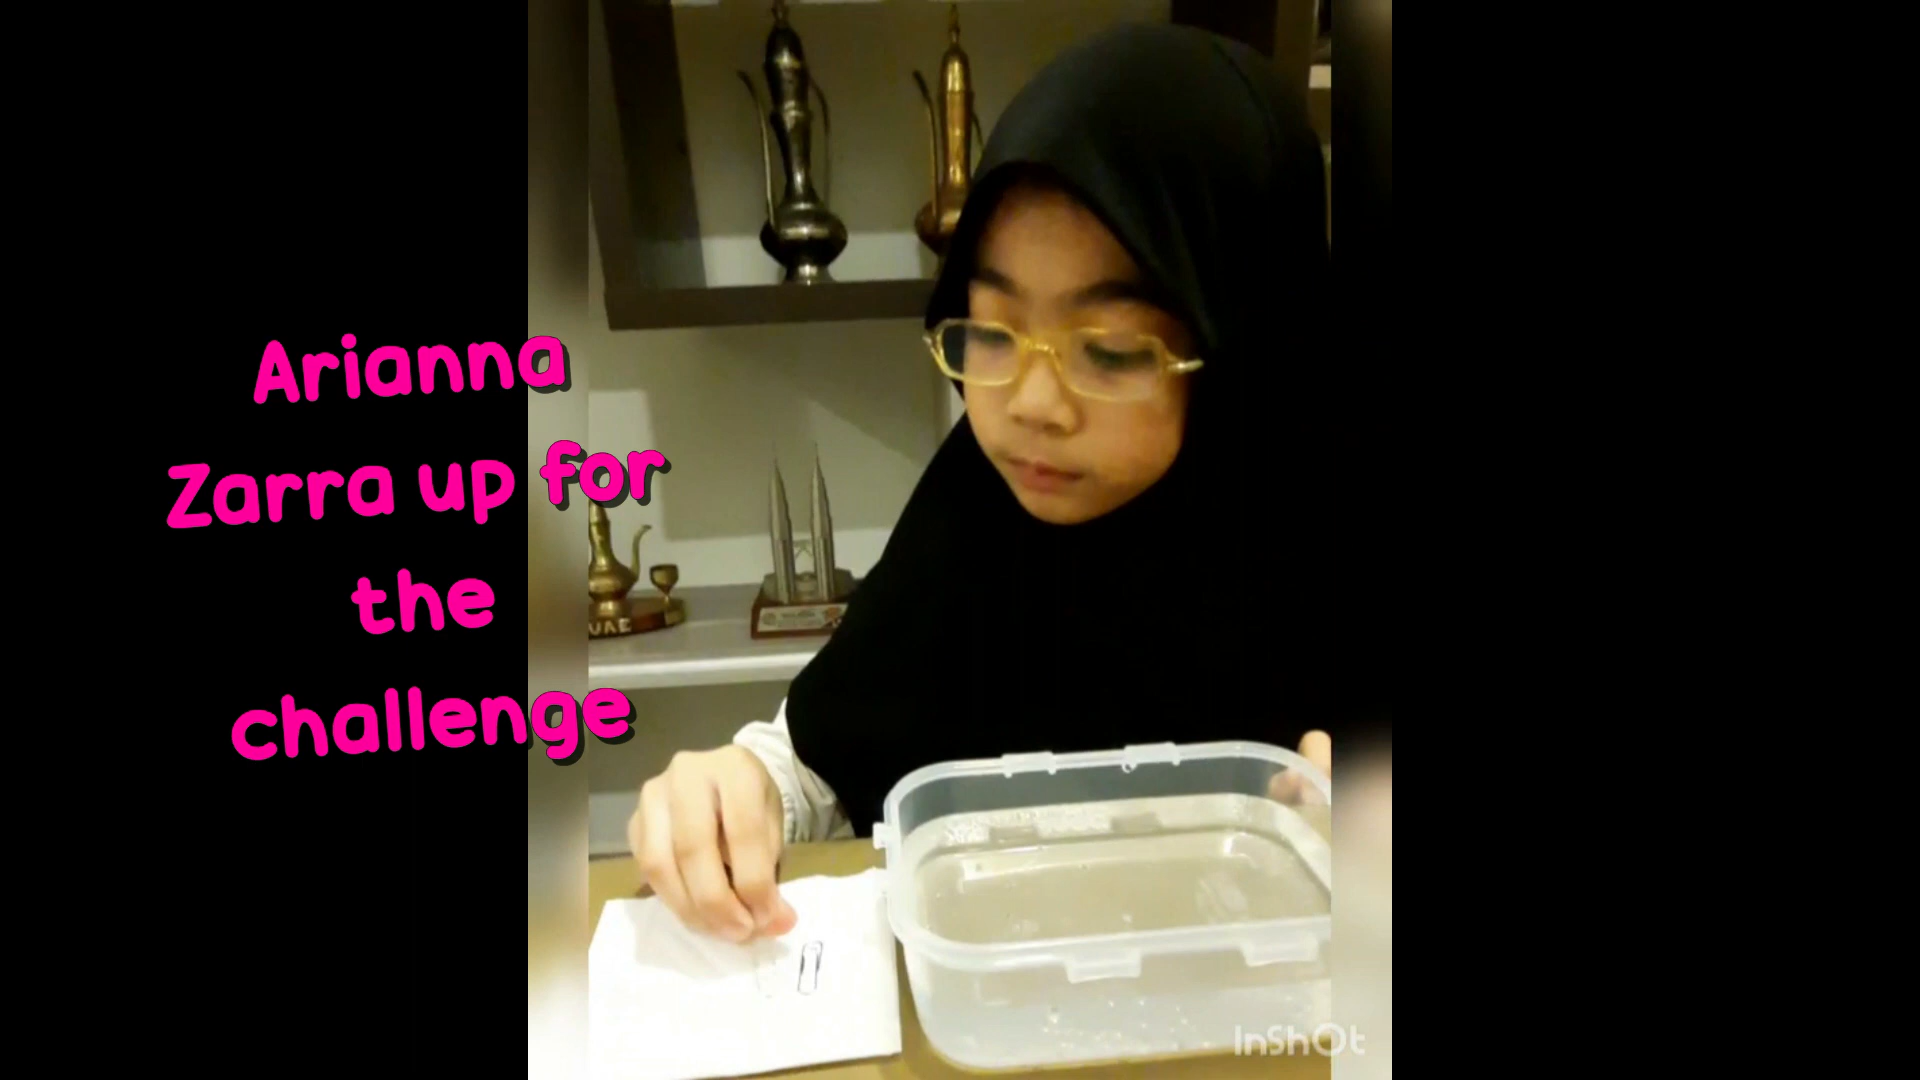 Arianna
Zarra up for
the
challenge
UAE
InShOt